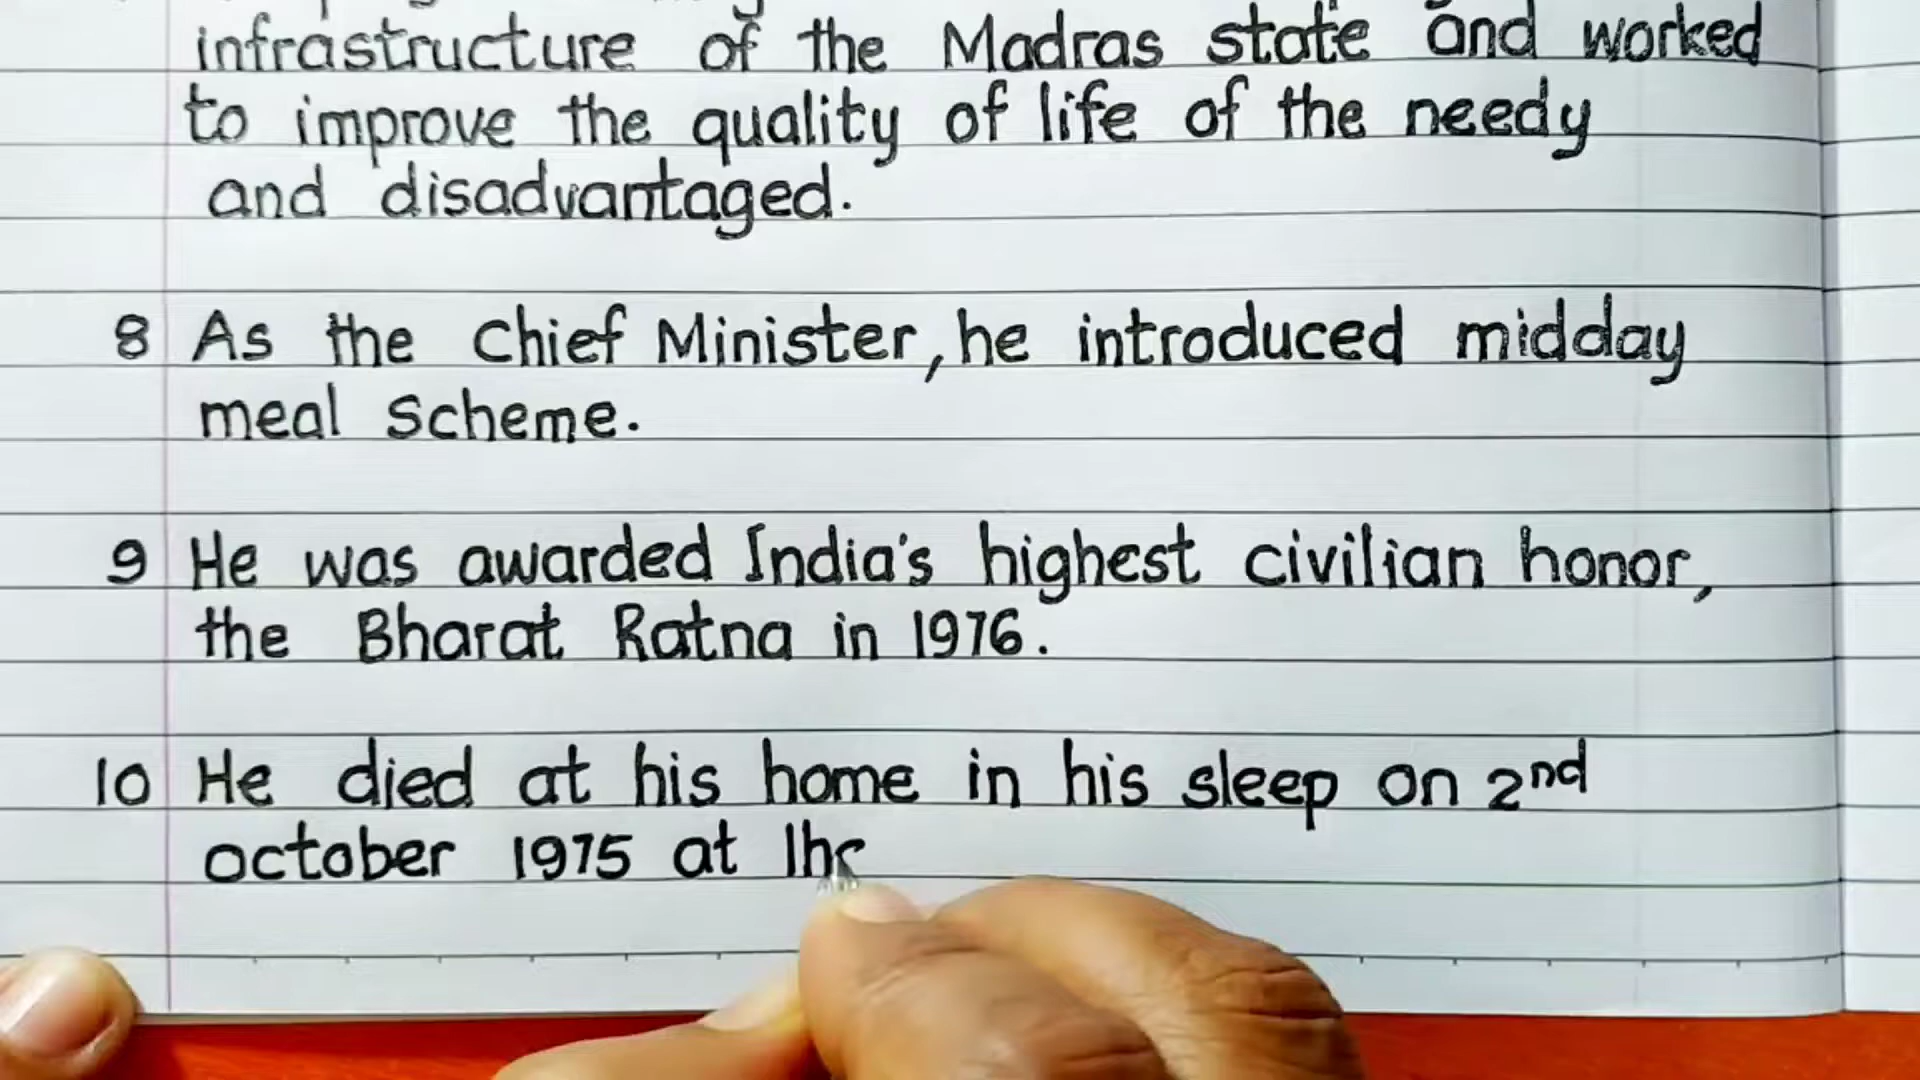 infrastructure of the Madras state and worked
to improve the quality of life of the needy
and disadvantaged.
8 As the Chief Minister, he introduced midday
meal Scheme.
9 He was awarded India's highest civilian honor,
the Bharat Ratna in 1976.
10 He died at his home in his sleep on 2nd
october 1975 at